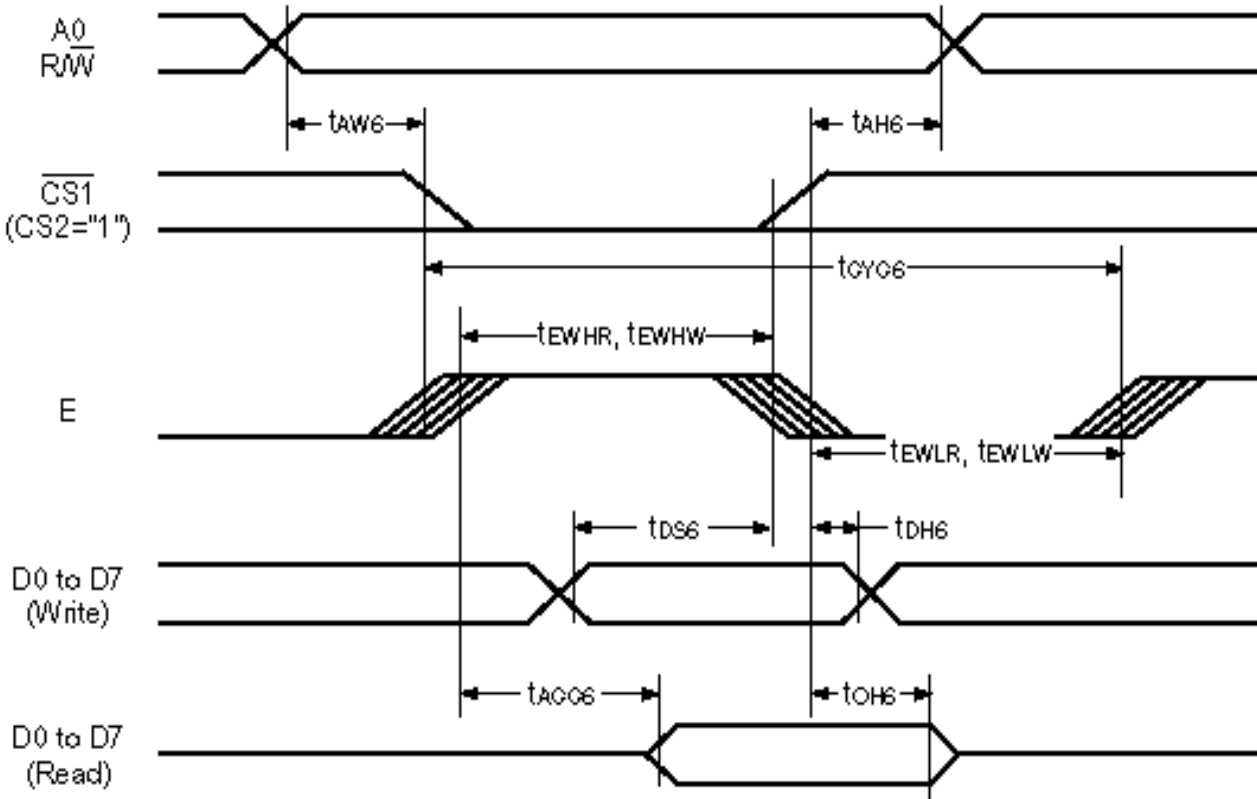 A0
R/W̅
tAW6
tAH6
C̅S̅1̅
(CS2="1")
tCYC6
tEWHR, tEWHW
E
tEWLR, tEWLW
tDS6
tDH6
D0 to D7
(Write)
tACC6
tOH6
D0 to D7
(Read)